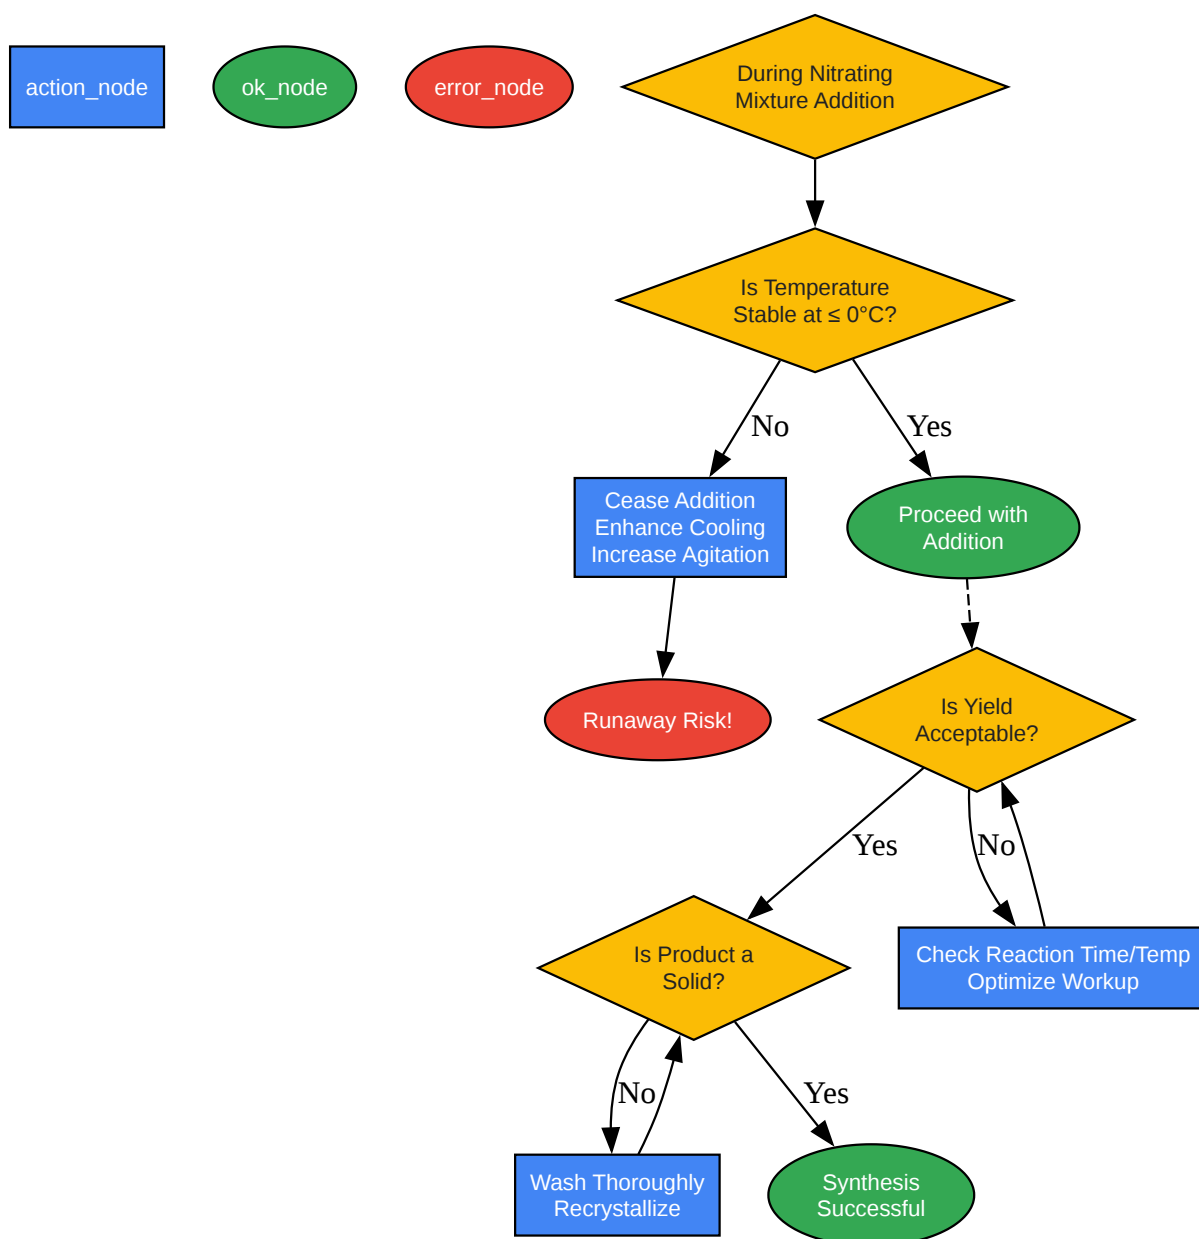 action_node
ok_node
error_node
During Nitrating
Mixture Addition
Is Temperature
Stable at ≤ 0°C?
No
Yes
Cease Addition
Enhance Cooling
Increase Agitation
Proceed with
Addition
Runaway Risk!
Is Yield
Acceptable?
Yes
No
Is Product a
Solid?
Check Reaction Time/Temp
Optimize Workup
No
Yes
Wash Thoroughly
Recrystallize
Synthesis
Successful